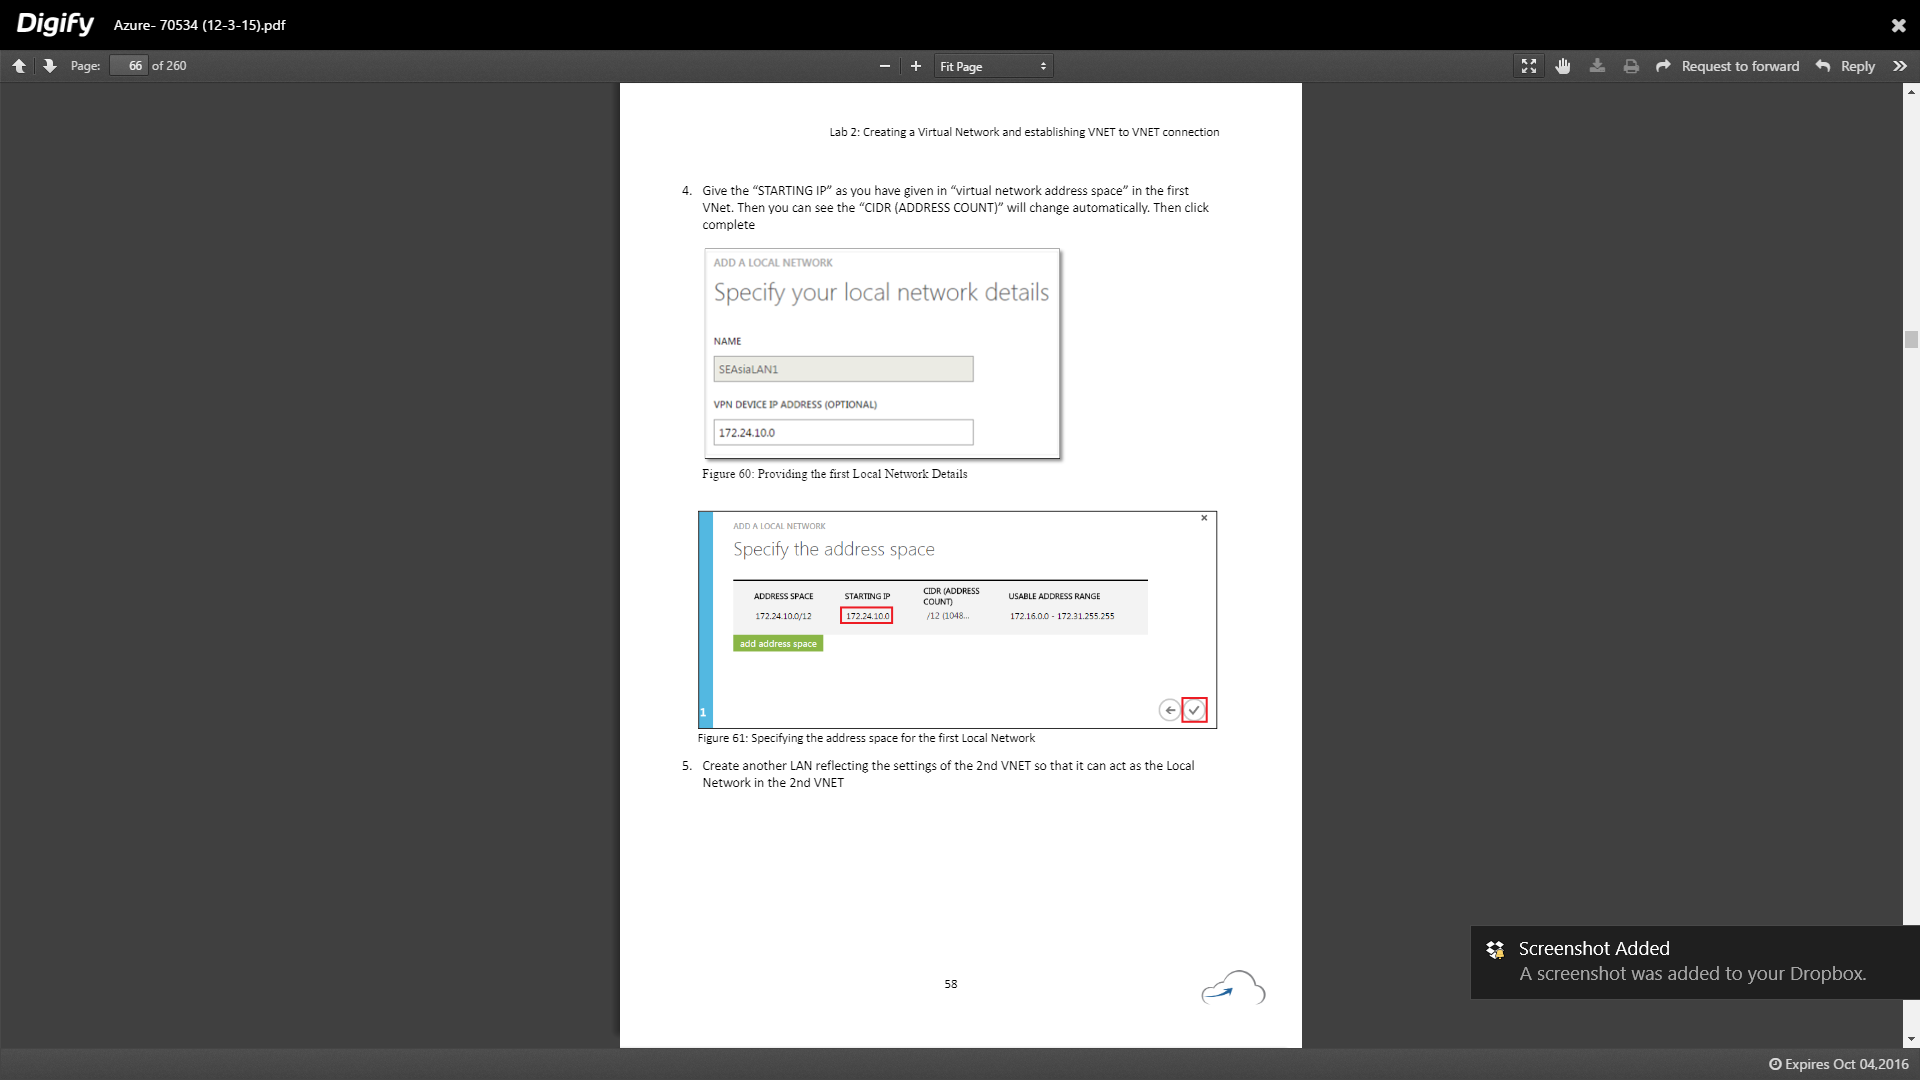 Digify Azure- 70534 (12-3-15).pdf
Page: 66 of 260 Fit Page Request to forward Reply
Lab 2: Creating a Virtual Network and establishing VNET to VNET connection
4. Give the “STARTING IP” as you have given in “virtual network address space” in the first
VNet. Then you can see the “CIDR (ADDRESS COUNT)” will change automatically. Then click
complete
ADD A LOCAL NETWORK
Specify your local network details
NAME
SEAsiaLAN1
VPN DEVICE IP ADDRESS (OPTIONAL)
172.24.10.0
Figure 60: Providing the first Local Network Details
ADD A LOCAL NETWORK
Specify the address space
ADDRESS SPACE STARTING IP CIDR (ADDRESS COUNT) USABLE ADDRESS RANGE
172.24.10.0/12 172.24.10.0 /12 (1048... 172.16.0.0 - 172.31.255.255
add address space
1
Figure 61: Specifying the address space for the first Local Network
5. Create another LAN reflecting the settings of the 2nd VNET so that it can act as the Local
Network in the 2nd VNET
58
Screenshot Added
A screenshot was added to your Dropbox.
Expires Oct 04,2016